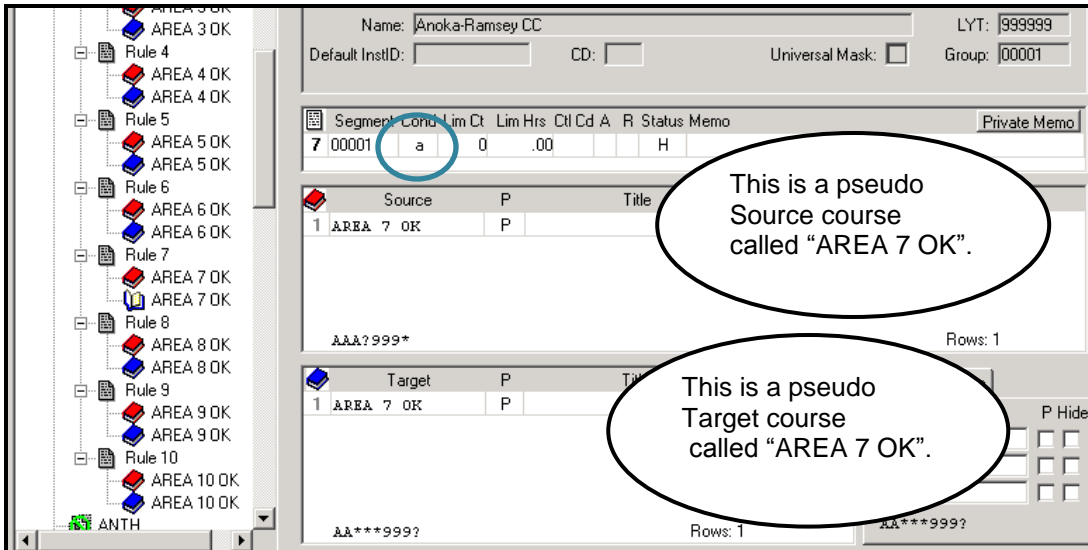 AREA 3 OK
AREA 3 OK
Rule 4
AREA 4 OK
AREA 4 OK
Rule 5
AREA 5 OK
AREA 5 OK
Rule 6
AREA 6 OK
AREA 6 OK
Rule 7
AREA 7 OK
AREA 7 OK
Rule 8
AREA 8 OK
AREA 8 OK
Rule 9
AREA 9 OK
AREA 9 OK
Rule 10
AREA 10 OK
AREA 10 OK
ANTH
Name: Anoka-Ramsey CC LYT: 999999
Default InstID: CD: Universal Mask: Group: 00001
Segment Cond Lim Ct Lim Hrs Ctl Cd A R Status Memo Private Memo
7 00001 a 0 .00 H
Source P Title
1 AREA 7 OK P
This is a pseudo
Source course
called “AREA 7 OK”.
AAA?999* Rows: 1
Target P
1 AREA 7 OK P
P Hide
This is a pseudo
Target course
called “AREA 7 OK”.
AA***999? Rows: 1
AA***999?